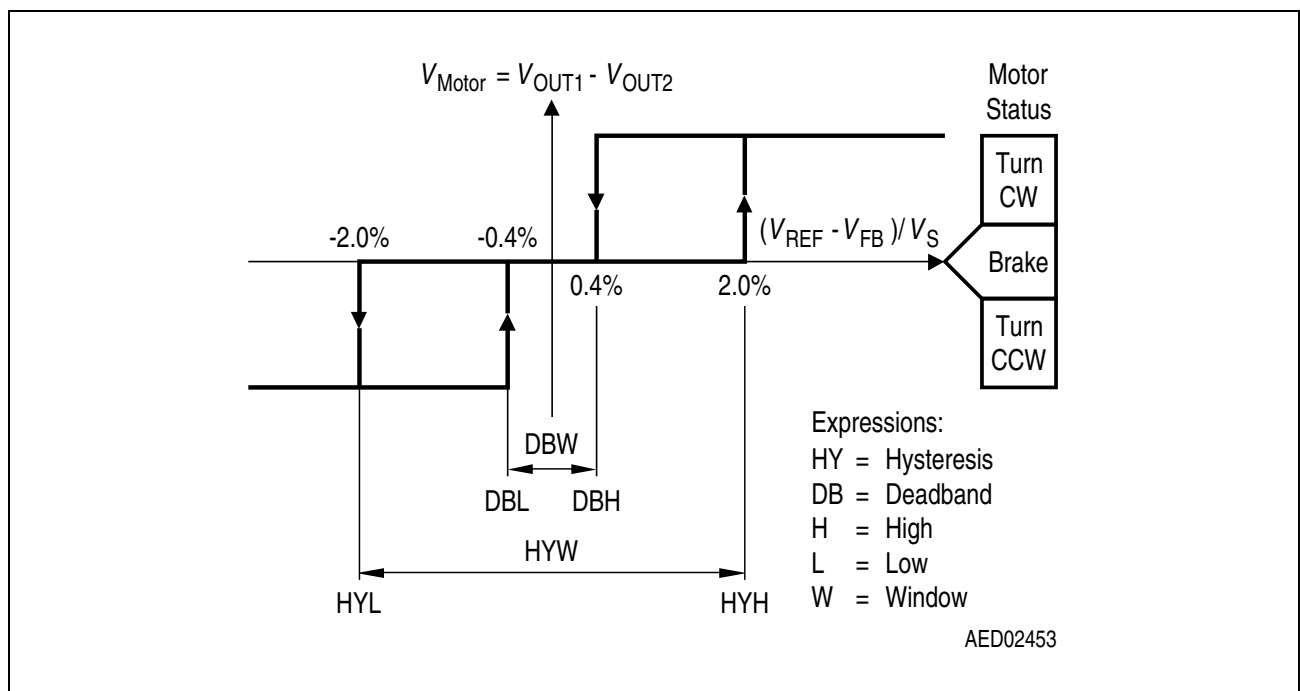 V_Motor = V_OUT1 - V_OUT2
Motor
Status
Turn
CW
-2.0%
-0.4%
(V_REF - V_FB)/V_S
Brake
0.4%
2.0%
Turn
CCW
DBW
DBL
DBH
HYW
HYL
HYH
Expressions:
HY = Hysteresis
DB = Deadband
H = High
L = Low
W = Window
AED02453